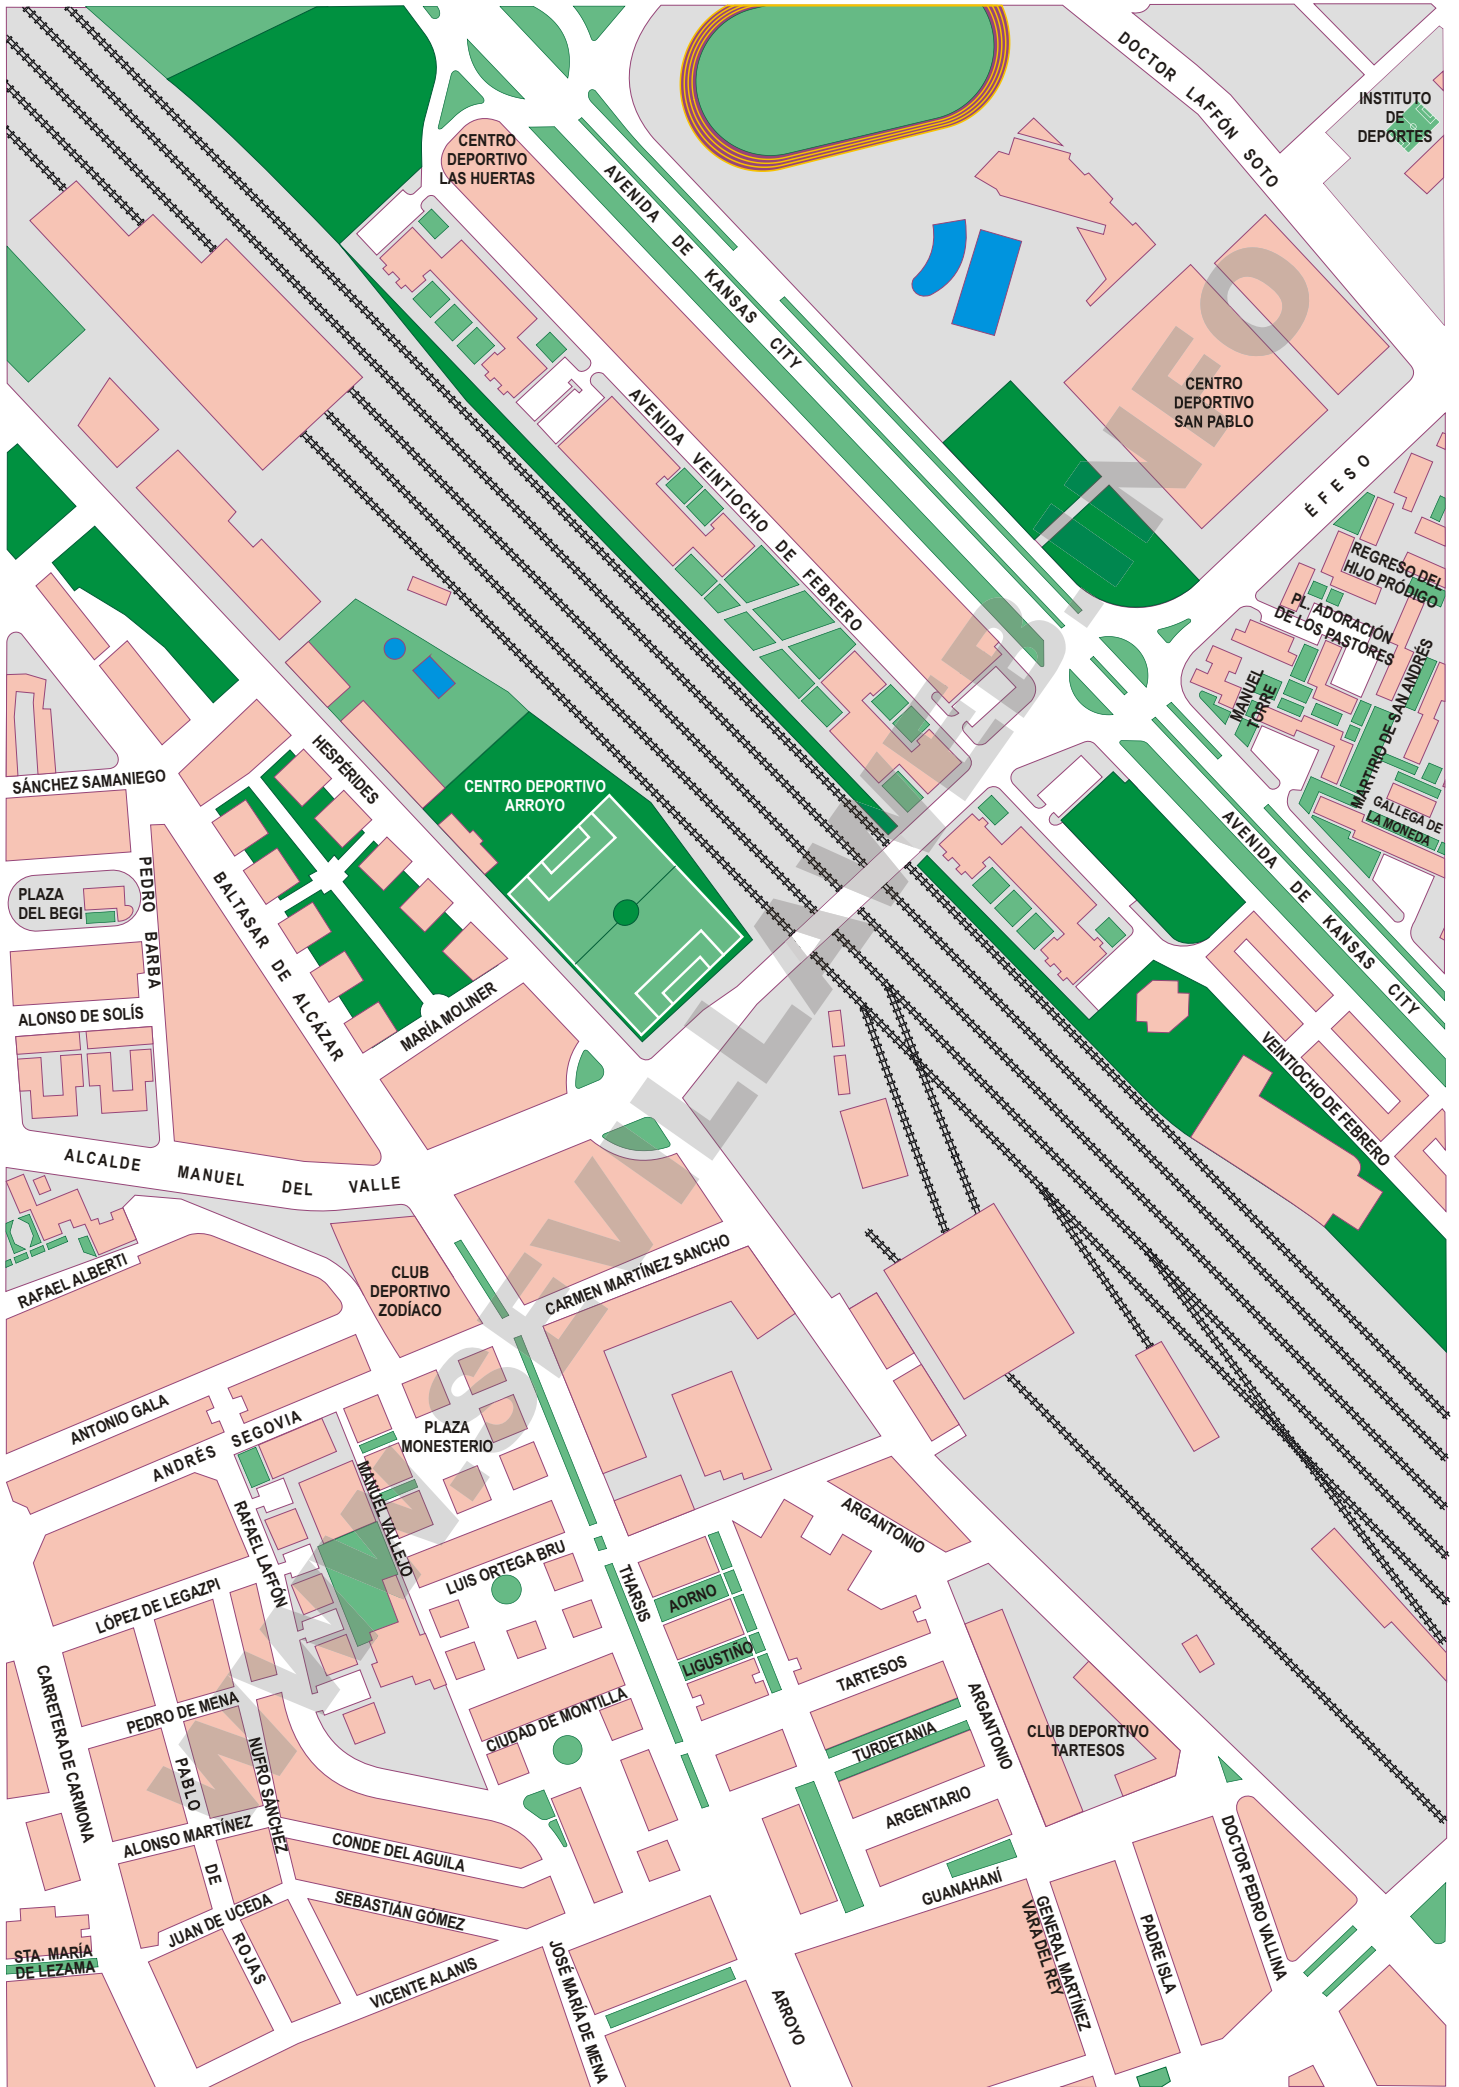 DOCTOR LAFFÓN SOTO
INSTITUTO
DE
DEPORTES
CENTRO
DEPORTIVO
LAS HUERTAS
AVENIDA DE KANSAS CITY
CENTRO
DEPORTIVO
SAN PABLO
AVENIDA VEINTIOCHO DE FEBRERO
ÉFESO
REGRESO DEL
HIJO PRÓDIGO
PL. ADORACIÓN
DE LOS PASTORES
MANUEL
TORRE
MARTIRIO DE SAN ANDRÉS
GALLEGA DE
LA MONEDA
HESPÉRIDES
SÁNCHEZ SAMANIEGO
CENTRO DEPORTIVO
ARROYO
AVENIDA DE KANSAS CITY
PEDRO BARBA
PLAZA
DEL BEGI
BALTASAR DE ALCÁZAR
ALONSO DE SOLÍS
MARÍA MOLINER
VEINTIOCHO DE FEBRERO
ALCALDE MANUEL DEL VALLE
RAFAEL ALBERTI
CLUB
DEPORTIVO
ZODÍACO
CARMEN MARTÍNEZ SANCHO
ANTONIO GALA
ANDRÉS SEGOVIA
PLAZA
MONESTERIO
MANUEL VALLEJO
RAFAEL LAFFÓN
ARGANTONIO
LUIS ORTEGA BRU
THARSIS
AORNO
LIGUSTIÑO
LÓPEZ DE LEGAZPI
TARTESOS
CARRETERA DE CARMONA
PEDRO DE MENA
CIUDAD DE MONTILLA
ARGANTONIO
CLUB DEPORTIVO
TARTESOS
TURDETANIA
NUFRO SÁNCHEZ
PABLO DE ROJAS
ALONSO MARTÍNEZ
ARGENTARIO
CONDE DEL AGUILA
DOCTOR PEDRO VALLINA
GUANAHANÍ
SEBASTIÁN GÓMEZ
JUAN DE UCEDA
GENERAL MARTÍNEZ
VARA DEL REY
PADRE ISLA
STA. MARÍA
DE LEZAMA
VICENTE ALANIS
JOSÉ MARÍA DE MENA
ARROYO
WWW.SEVILLAWEB.INFO